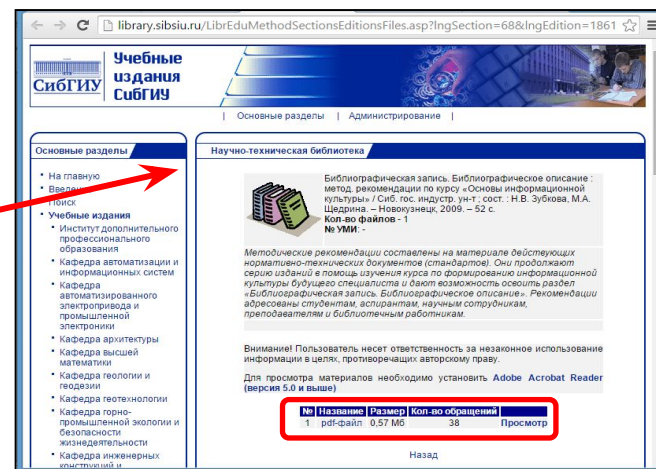 library.sibsiu.ru/LibrEduMethodSectionsEditionsFiles.asp?lngSection=68&lngEdition=1861
СибГИУ
Учебные
издания
СибГИУ
| Основные разделы | Администрирование |
Основные разделы
На главную
Поиск
Учебные издания
Институт дополнительного
профессионального
образования
Кафедра автоматизации и
информационных систем
Кафедра
автоматизированного
электропривода и
промышленной
электроники
Кафедра архитектуры
Кафедра высшей
математики
Кафедра геологии и
геодезии
Кафедра геотехнологии
Кафедра горно-
промышленной экологии и
безопасности
жизнедеятельности
Кафедра инженерных
конструкций и
Научно-техническая библиотека
Библиографическая запись. Библиографическое описание :
метод. рекомендации по курсу «Основы информационной
культуры» / Сиб. гос. индустр. ун-т ; сост. : Н.В. Зубкова, М.А.
Щедрина. – Новокузнецк, 2009. – 52 с.
Кол-во файлов - 1
№ УМИ: -
Методические рекомендации составлены на материале действующих
нормативно-технических документов (стандартов). Они продолжают
серию изданий в помощь изучения курса по формированию информационной
культуры будущего специалиста и дают возможность освоить раздел
«Библиографическая запись. Библиографическое описание». Рекомендации
адресованы студентам, аспирантам, научным сотрудникам,
преподавателям и библиотечным работникам.
Внимание! Пользователь несет ответственность за незаконное использование
информации в целях, противоречащих авторскому праву.
Для просмотра материалов необходимо установить Adobe Acrobat Reader
(версия 5.0 и выше)
№ Название Размер Кол-во обращений
1 pdf-файл 0,57 Мб 38 Просмотр
Назад